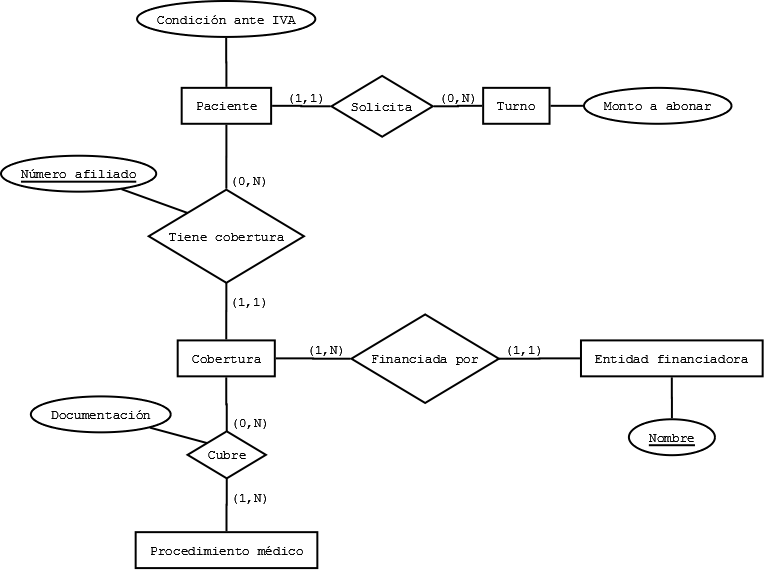 Condición ante IVA
Paciente
(1,1)
Solicita
(0,N)
Turno
Monto a abonar
Número afiliado
(0,N)
Tiene cobertura
(1,1)
Cobertura
(1,N)
Financiada por
(1,1)
Entidad financiadora
Documentación
(0,N)
Nombre
Cubre
(1,N)
Procedimiento médico